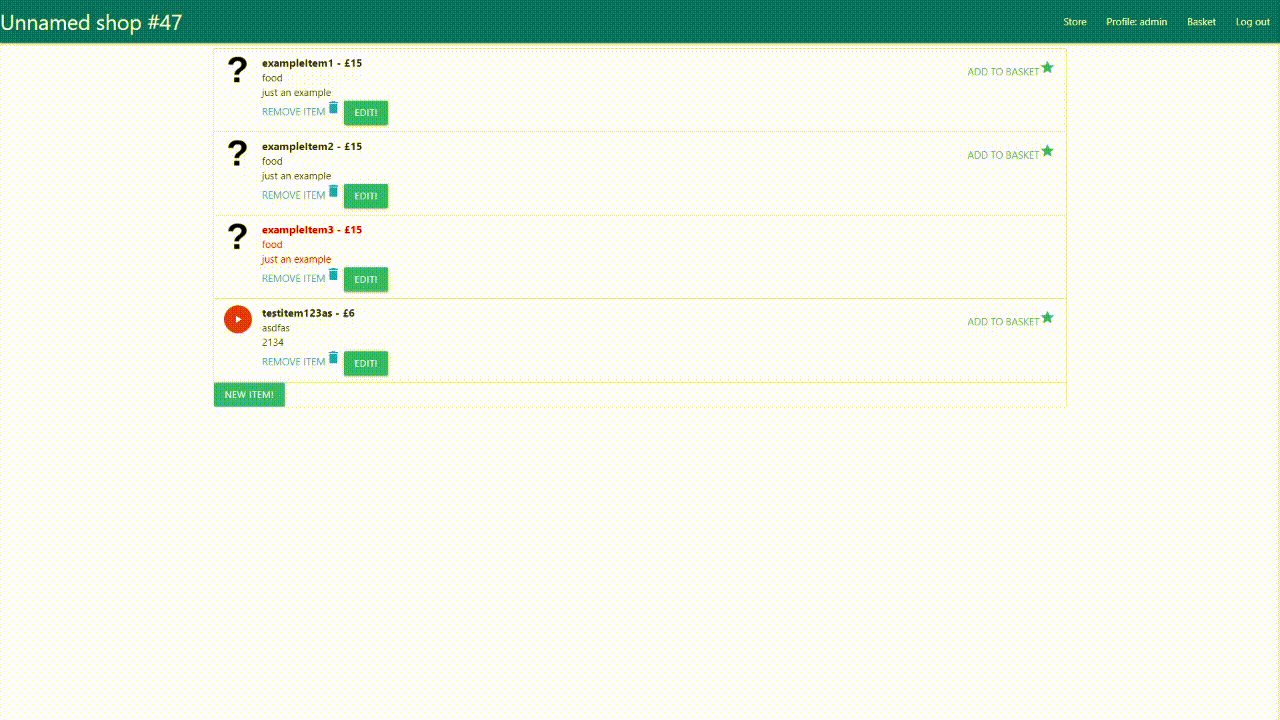 Unnamed shop #47
Store Profile: admin Basket Log out
? exampleItem1 - £15
food
ADD TO BASKET
just an example
REMOVE ITEM EDIT!
? exampleItem2 - £15
food
ADD TO BASKET
just an example
REMOVE ITEM EDIT!
? exampleItem3 - £15
food
just an example
REMOVE ITEM EDIT!
testitem123as - £6
asdfas
ADD TO BASKET
2134
REMOVE ITEM EDIT!
NEW ITEM!